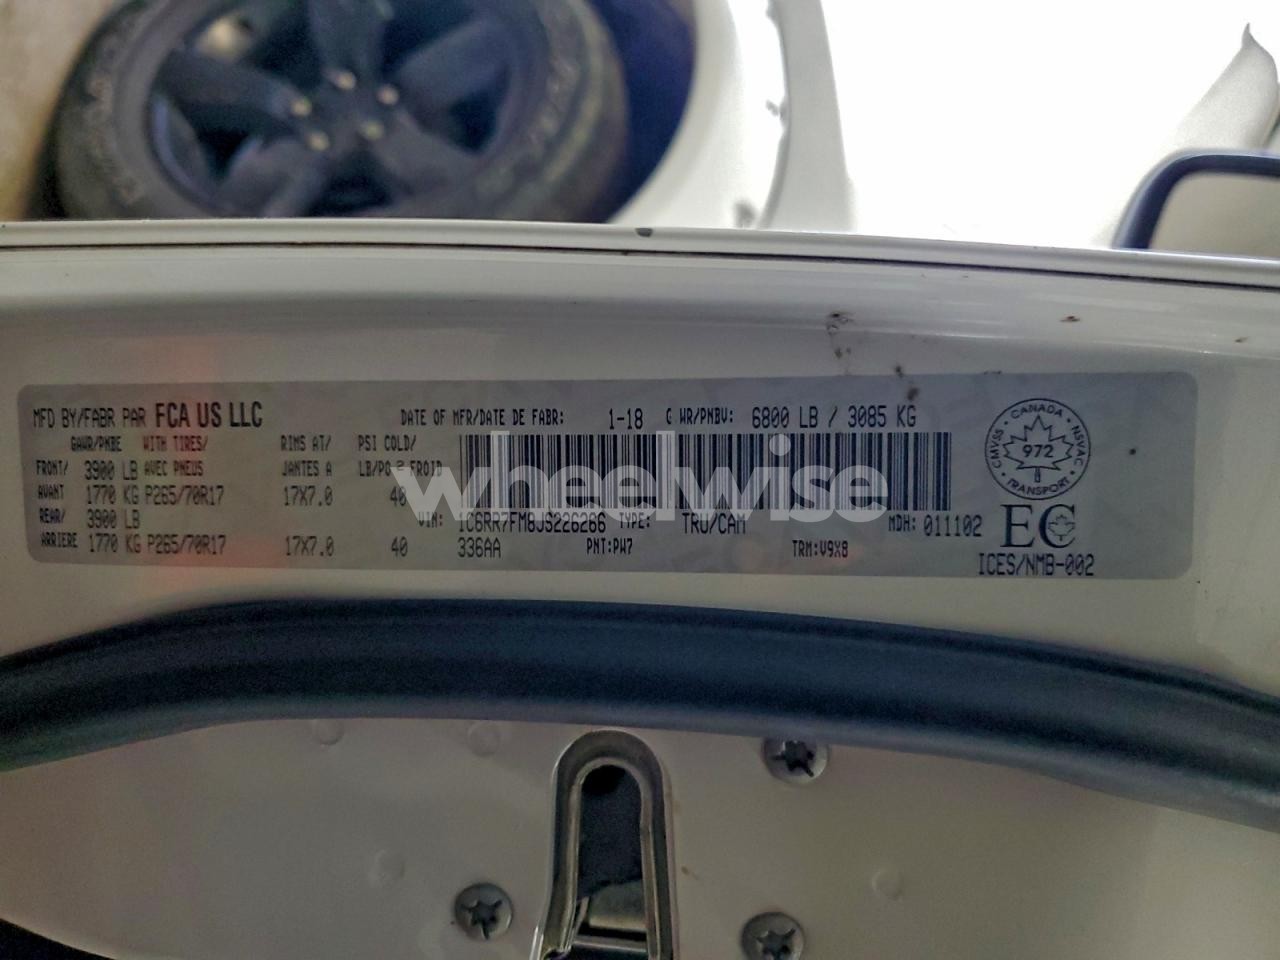 MFD BY/FABR PAR FCA US LLC DATE OF MFR/DATE DE FABR: 1-18 G WR/PNBV: 6800 LB / 3085 KG
GAWR/PNBE WITH TIRES/ RIMS AT/ PSI COLD/
FRONT/ 3900 LB AVEC PNEUS JANTES A LB/PO 2 FROID
AVANT 1770 KG P265/70R17 17X7.0 40
REAR/ 3900 LB VIN: 1C6RR7FM8JS226266 TYPE: TRU/CAM MDH: 011102
ARRIERE 1770 KG P265/70R17 17X7.0 40 336AA PNT:PW7 TRM:V9X8
CANADA
CMVSS NSVAC
972
TRANSPORT
EC
ICES/NMB-002
wheelwise